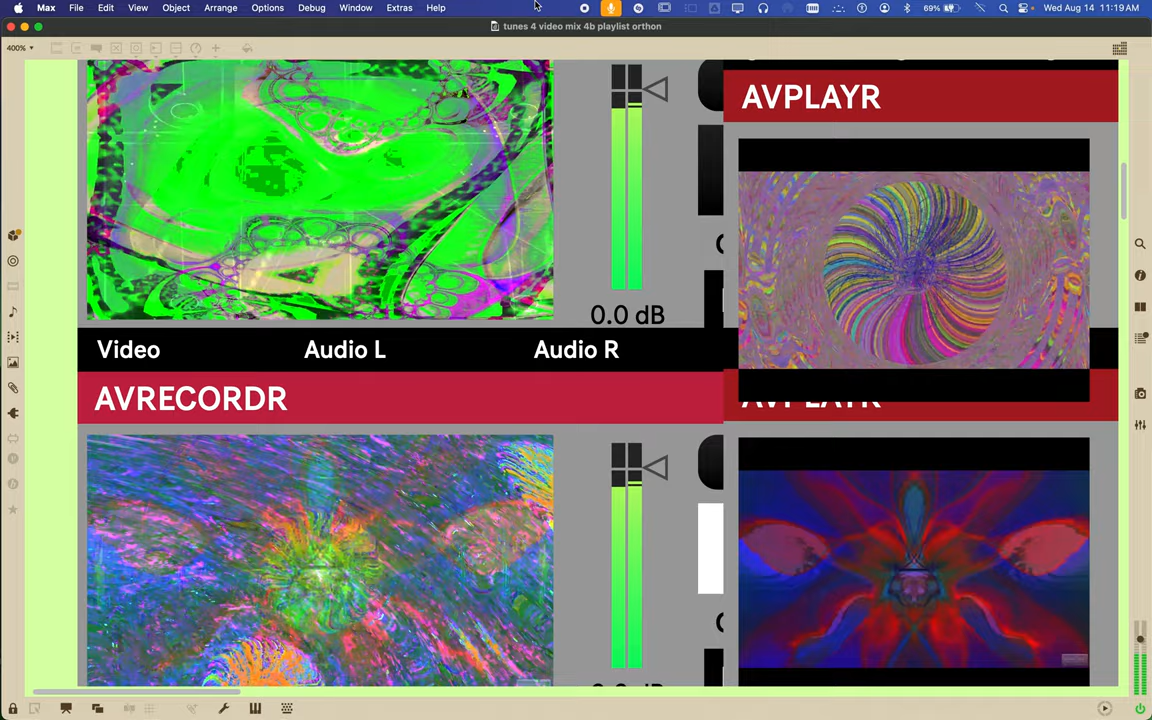 Max File Edit View Object Arrange Options Debug Window Extras Help 69% Wed Aug 14 11:19 AM
tunes 4 video mix 4b playlist orthon
400%
AVPLAYR
0.0 dB
Video Audio L Audio R
AVRECORDR